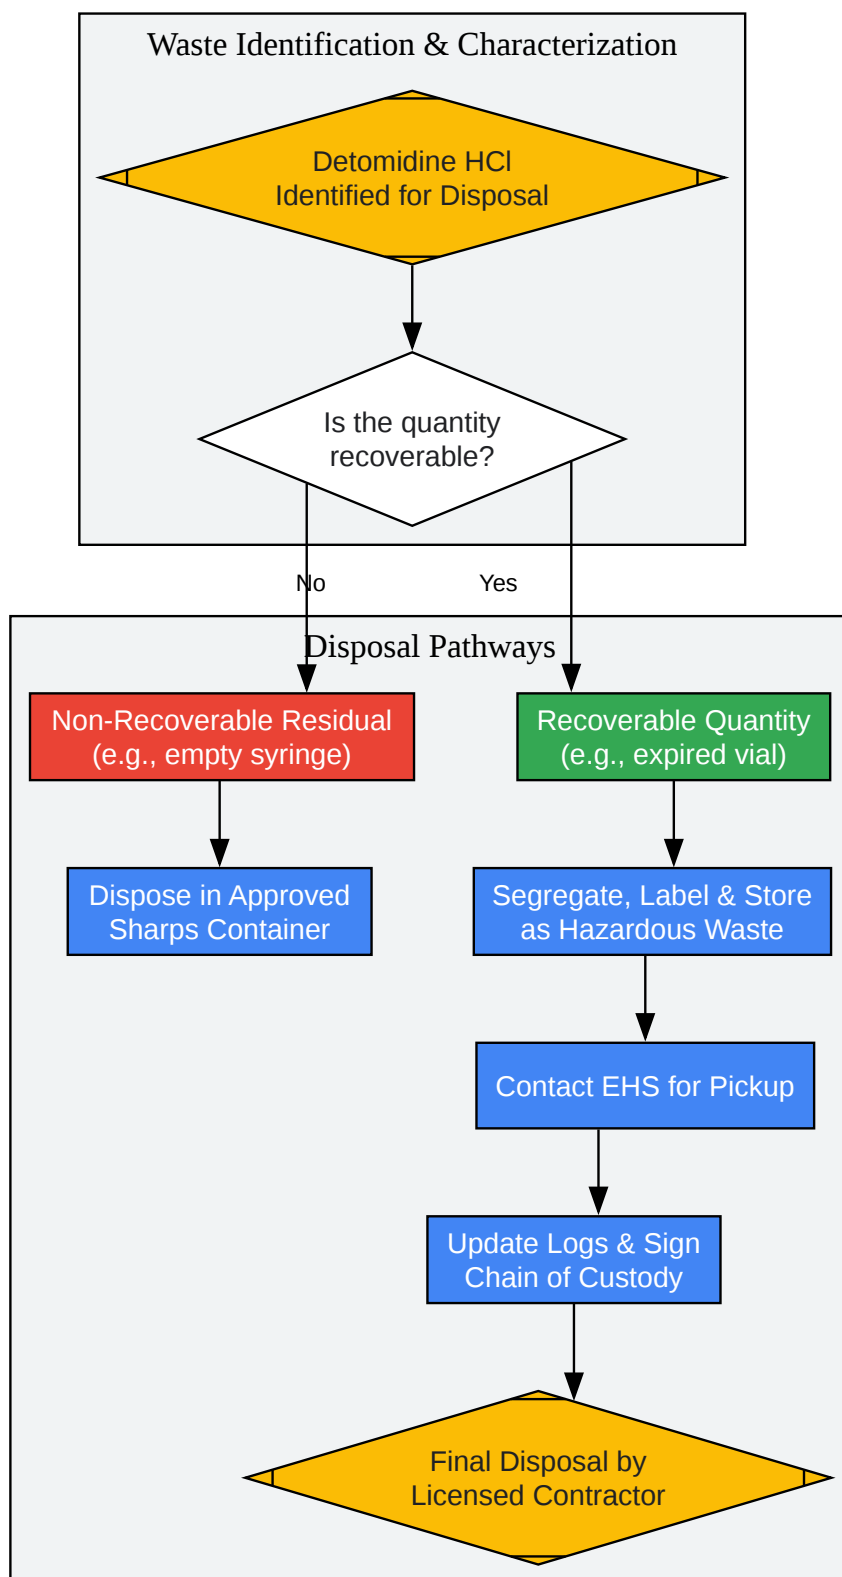 Waste Identification & Characterization
Detomidine HCl
Identified for Disposal
Is the quantity
recoverable?
No
Yes
Disposal Pathways
Non-Recoverable Residual
(e.g., empty syringe)
Recoverable Quantity
(e.g., expired vial)
Dispose in Approved
Sharps Container
Segregate, Label & Store
as Hazardous Waste
Contact EHS for Pickup
Update Logs & Sign
Chain of Custody
Final Disposal by
Licensed Contractor